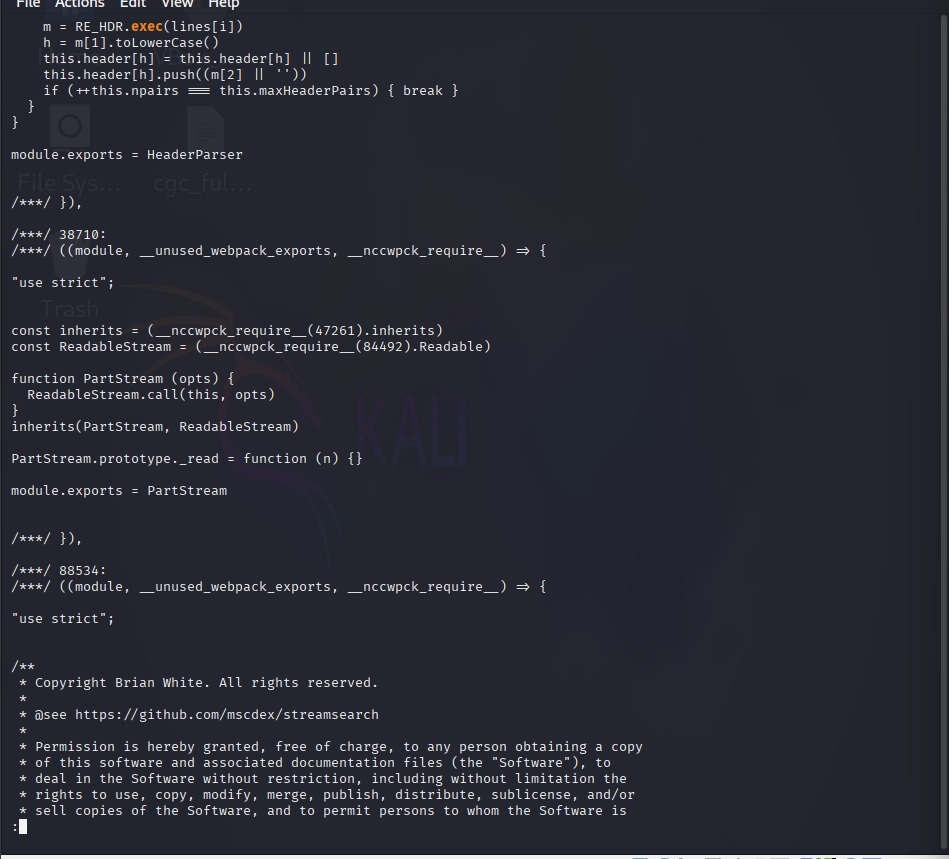 File Actions Edit View Help
    m = RE_HDR.exec(lines[i])
    h = m[1].toLowerCase()
    this.header[h] = this.header[h] || []
    this.header[h].push((m[2] || ''))
    if (++this.npairs === this.maxHeaderPairs) { break }
  }
}
module.exports = HeaderParser
File Sys... cgc_ful...
/***/ }),
/***/ 38710:
/***/ ((module, __unused_webpack_exports, __nccwpck_require__) => {
"use strict";
Trash
const inherits = (__nccwpck_require__(47261).inherits)
const ReadableStream = (__nccwpck_require__(84492).Readable)
function PartStream (opts) {
  ReadableStream.call(this, opts)
}
inherits(PartStream, ReadableStream)
KALI
PartStream.prototype._read = function (n) {}
module.exports = PartStream
/***/ }),
/***/ 88534:
/***/ ((module, __unused_webpack_exports, __nccwpck_require__) => {
"use strict";
/**
 * Copyright Brian White. All rights reserved.
 *
 * @see https://github.com/mscdex/streamsearch
 *
 * Permission is hereby granted, free of charge, to any person obtaining a copy
 * of this software and associated documentation files (the "Software"), to
 * deal in the Software without restriction, including without limitation the
 * rights to use, copy, modify, merge, publish, distribute, sublicense, and/or
 * sell copies of the Software, and to permit persons to whom the Software is
: